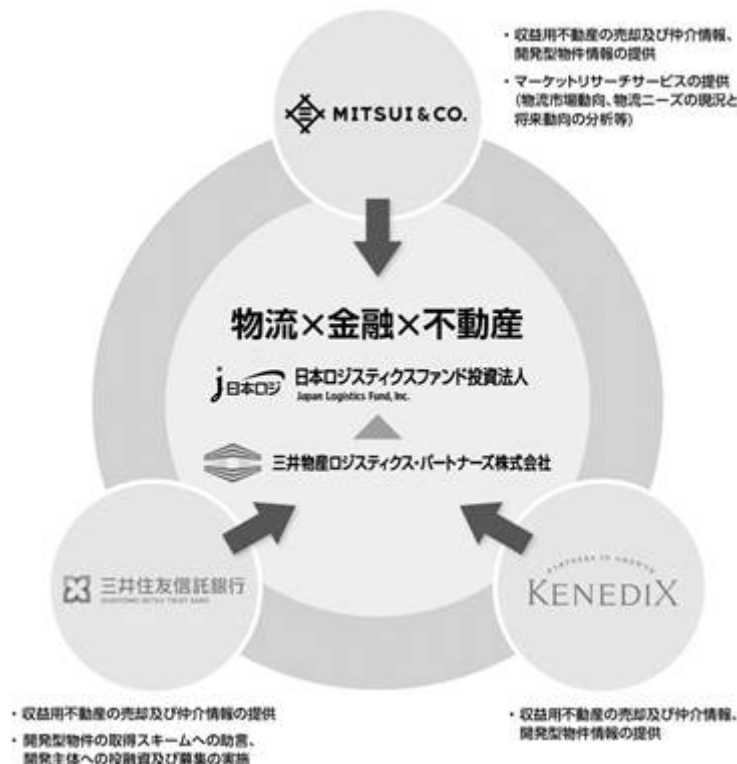 ・収益用不動産の売却及び仲介情報、
開発型物件情報の提供
・マーケットリサーチサービスの提供
(物流市場動向、物流ニーズの現況と
将来動向の分析等)
MITSUI & CO.
物流×金融×不動産
j日本ロジ 日本ロジスティクスファンド投資法人
Japan Logistics Fund, Inc.
三井物産ロジスティクス・パートナーズ株式会社
三井住友信託銀行
SUMITOMO MITSUI TRUST BANK
PARTNERS IN GROWTH
KENEDIX
・収益用不動産の売却及び仲介情報の提供
・開発型物件の取得スキームへの助言、
開発主体への投融資及び募集の実施
・収益用不動産の売却及び仲介情報、
開発型物件情報の提供